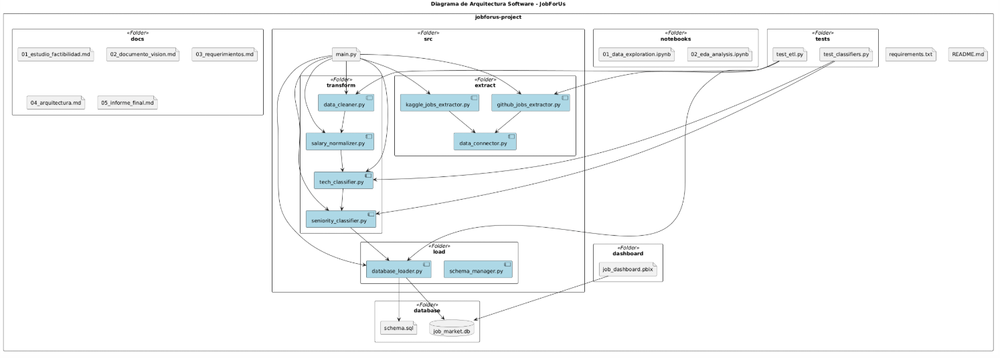 Diagrama de Arquitectura Software - JobForUs
jobforus-project
«Folder»
docs
01_estudio_factibilidad.md
02_documento_vision.md
03_requerimientos.md
04_arquitectura.md
05_informe_final.md
«Folder»
src
main.py
«Folder»
transform
data_cleaner.py
salary_normalizer.py
tech_classifier.py
seniority_classifier.py
«Folder»
extract
kaggle_jobs_extractor.py
github_jobs_extractor.py
data_connector.py
«Folder»
load
database_loader.py
schema_manager.py
«Folder»
notebooks
01_data_exploration.ipynb
02_eda_analysis.ipynb
«Folder»
tests
test_etl.py
test_classifiers.py
requirements.txt
README.md
«Folder»
dashboard
job_dashboard.pbix
«Folder»
database
schema.sql
job_market.db